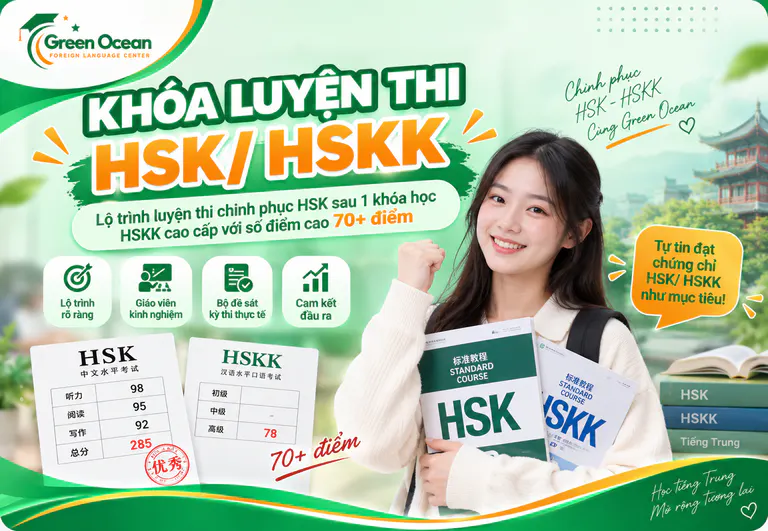 Green Ocean
FOREIGN LANGUAGE CENTER
KHÓA LUYỆN THI
HSK/ HSKK
Lộ trình luyện thi chinh phục HSK sau 1 khóa học
HSKK cao cấp với số điểm cao 70+ điểm
Chinh phục
HSK - HSKK
Cùng Green Ocean
Lộ trình
rõ ràng
Giáo viên
kinh nghiệm
Bộ đề sát
kỳ thi thực tế
Cam kết
đầu ra
Tự tin đạt
chứng chỉ
HSK/ HSKK
như mục tiêu!
HSK
中文水平考试
听力 98
阅读 95
写作 92
总分 285
优秀
HSKK
汉语水平口语考试
初级
中级 -
高级 78
70+ điểm
标准教程
STANDARD
COURSE
HSK
标准教程
STANDARD
COURSE
HSKK
HSK
HSKK
Tiếng Trung
Học tiếng Trung
Mở rộng tương lai